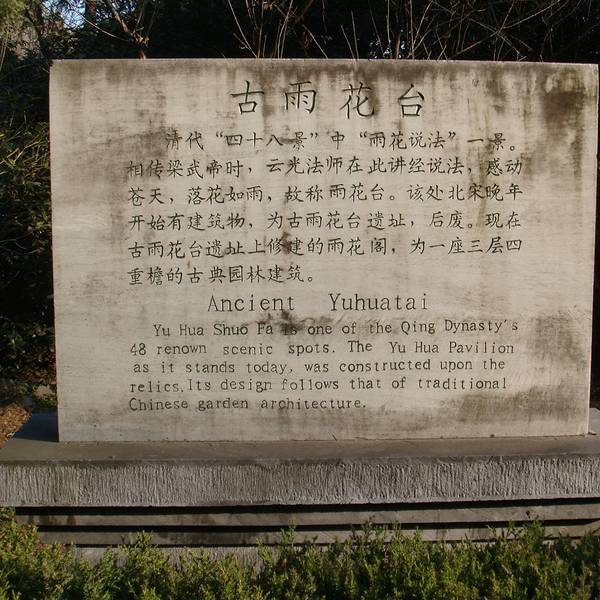 古雨花台
清代“四十八景”中“雨花说法”一景。
相传梁武帝时，云光法师在此讲经说法，感动
苍天，落花如雨，故称雨花台。该处北宋晚年
开始有建筑物，为古雨花台遗址，后废。现在
古雨花台遗址上修建的雨花阁，为一座三层四
重檐的古典园林建筑。
Ancient Yuhuatai
Yu Hua Shuo Fa is one of the Qing Dynasty's
48 renown scenic spots. The Yu Hua Pavilion
as it stands today, was constructed upon the
relics. Its design follows that of traditional
Chinese garden architecture.